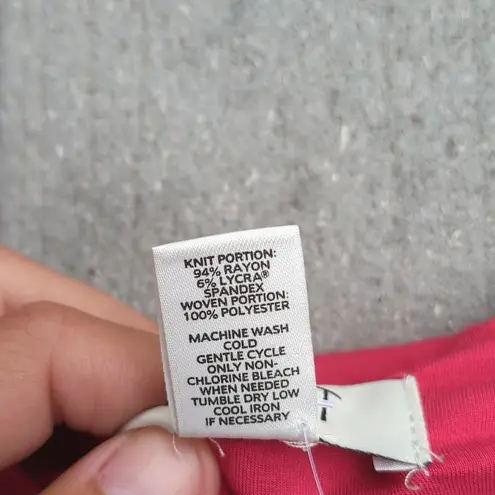 KNIT PORTION:
94% RAYON
6% LYCRA®
SPANDEX
WOVEN PORTION:
100% POLYESTER
MACHINE WASH
COLD
GENTLE CYCLE
ONLY NON-
CHLORINE BLEACH
WHEN NEEDED
TUMBLE DRY LOW
COOL IRON
IF NECESSARY